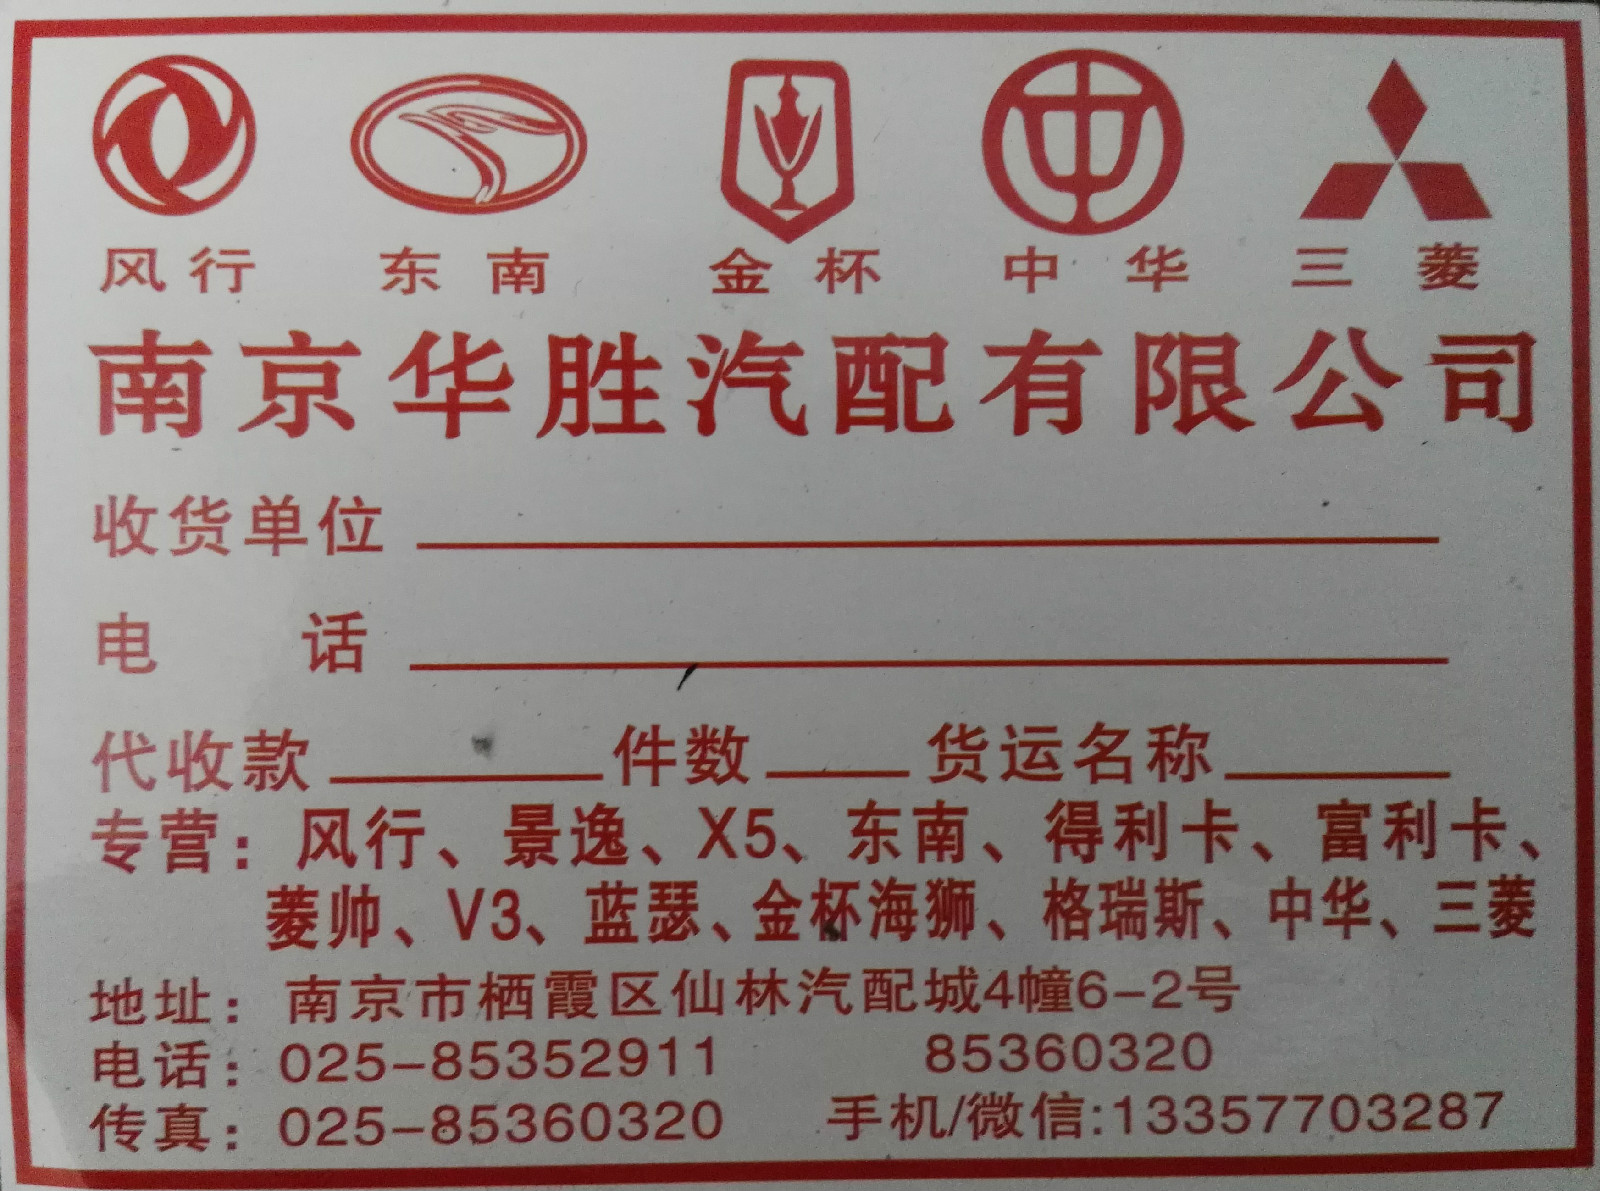 风行 东南 金杯 中华 三菱
南京华胜汽配有限公司
收货单位
电话
代收款 件数 货运名称
专营：风行、景逸、X5、东南、得利卡、富利卡、
菱帅、V3、蓝瑟、金杯海狮、格瑞斯、中华、三菱
地址：南京市栖霞区仙林汽配城4幢6-2号
电话：025-85352911 85360320
传真：025-85360320 手机/微信:13357703287